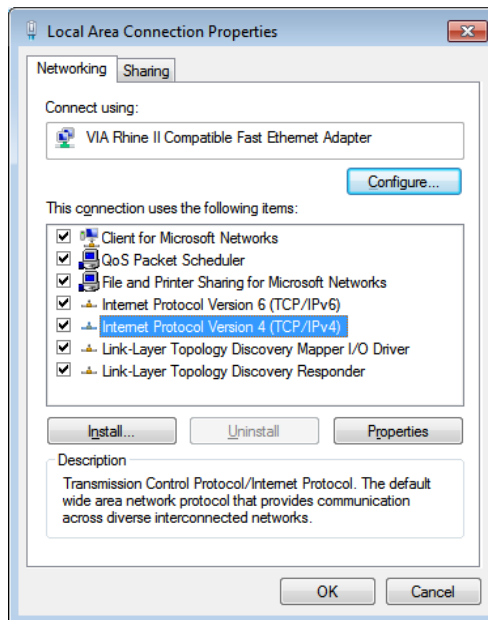 Local Area Connection Properties
Networking
Sharing
Connect using:
VIA Rhine II Compatible Fast Ethernet Adapter
Configure...
This connection uses the following items:
Client for Microsoft Networks
QoS Packet Scheduler
File and Printer Sharing for Microsoft Networks
Internet Protocol Version 6 (TCP/IPv6)
Internet Protocol Version 4 (TCP/IPv4)
Link-Layer Topology Discovery Mapper I/O Driver
Link-Layer Topology Discovery Responder
Install...
Uninstall
Properties
Description
Transmission Control Protocol/Internet Protocol. The default
wide area network protocol that provides communication
across diverse interconnected networks.
OK
Cancel